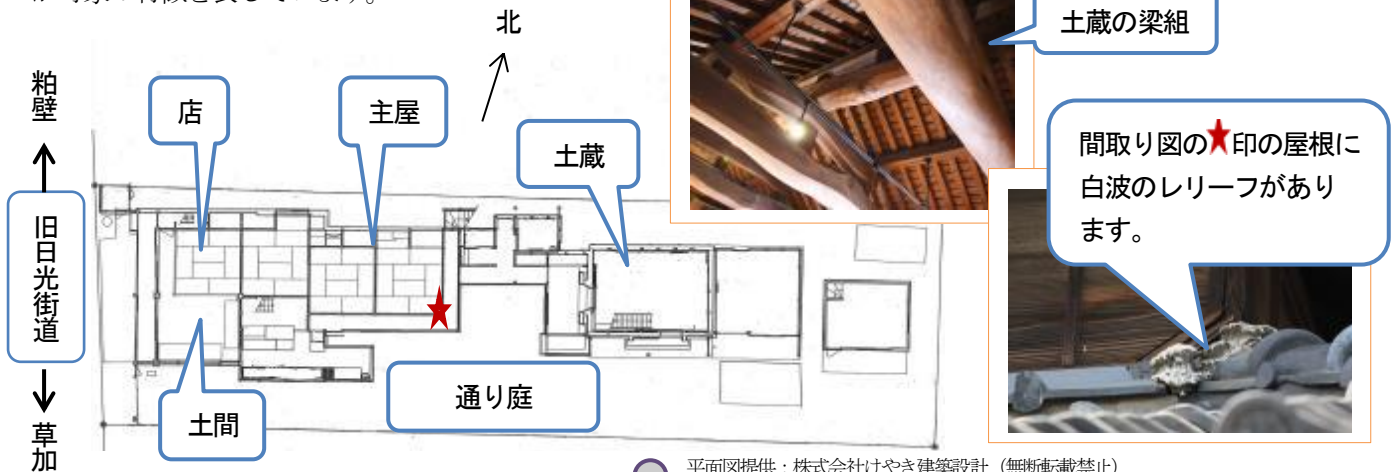 北
土蔵の梁組
粕壁
店
主屋
土蔵
間取り図の★印の屋根に
白波のレリーフがあり
ます。
旧日光街道
土間
通り庭
草加
平面図提供：株式会社けやき建築設計（無断転載禁止）